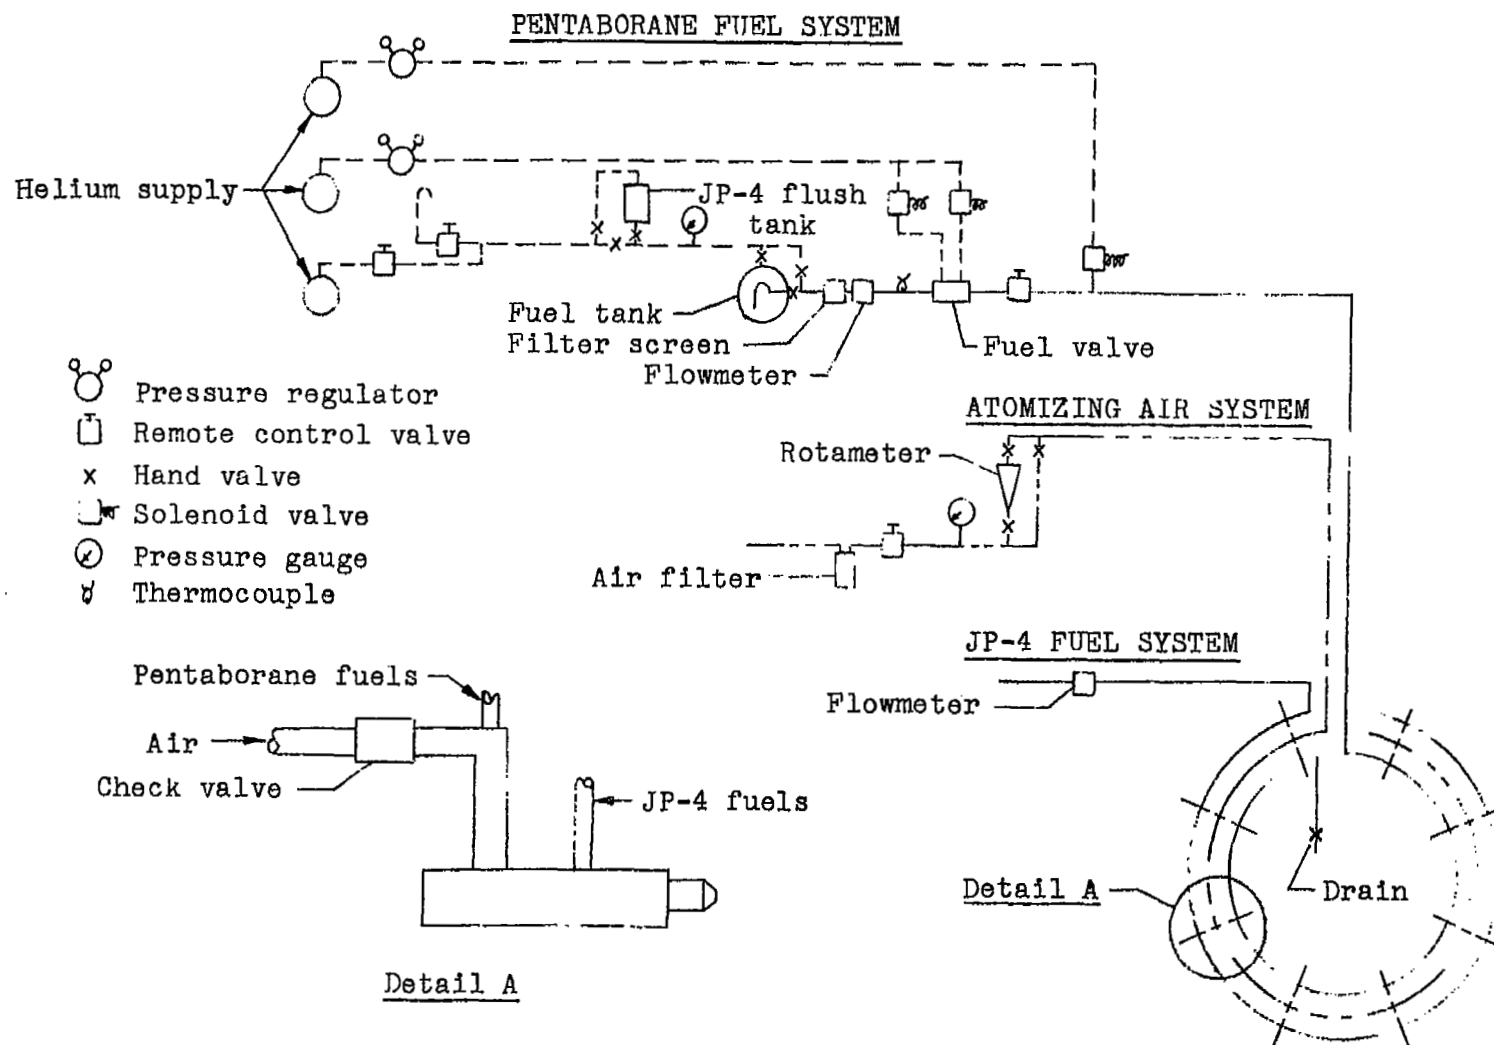 PENTABORANE FUEL SYSTEM
Helium supply
JP-4 flush
tank
Fuel tank
Filter screen
Flowmeter
Fuel valve
Pressure regulator
Remote control valve
Hand valve
Solenoid valve
Pressure gauge
Thermocouple
ATOMIZING AIR SYSTEM
Rotameter
Air filter
JP-4 FUEL SYSTEM
Flowmeter
Pentaborane fuels
Air
Check valve
JP-4 fuels
Detail A
Drain
Detail A